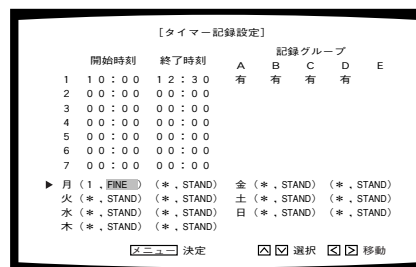 [タイマー記録設定]
記録グループ
開始時刻 終了時刻 A B C D E
1 10:00 12:30 有 有 有 有
2 00:00 00:00
3 00:00 00:00
4 00:00 00:00
5 00:00 00:00
6 00:00 00:00
7 00:00 00:00
▶ 月 (1 , FINE ) (* , STAND) 金 (* , STAND) (* , STAND)
火 (* , STAND) (* , STAND) 土 (* , STAND) (* , STAND)
水 (* , STAND) (* , STAND) 日 (* , STAND) (* , STAND)
木 (* , STAND) (* , STAND)
メニュー 決定 選択 移動